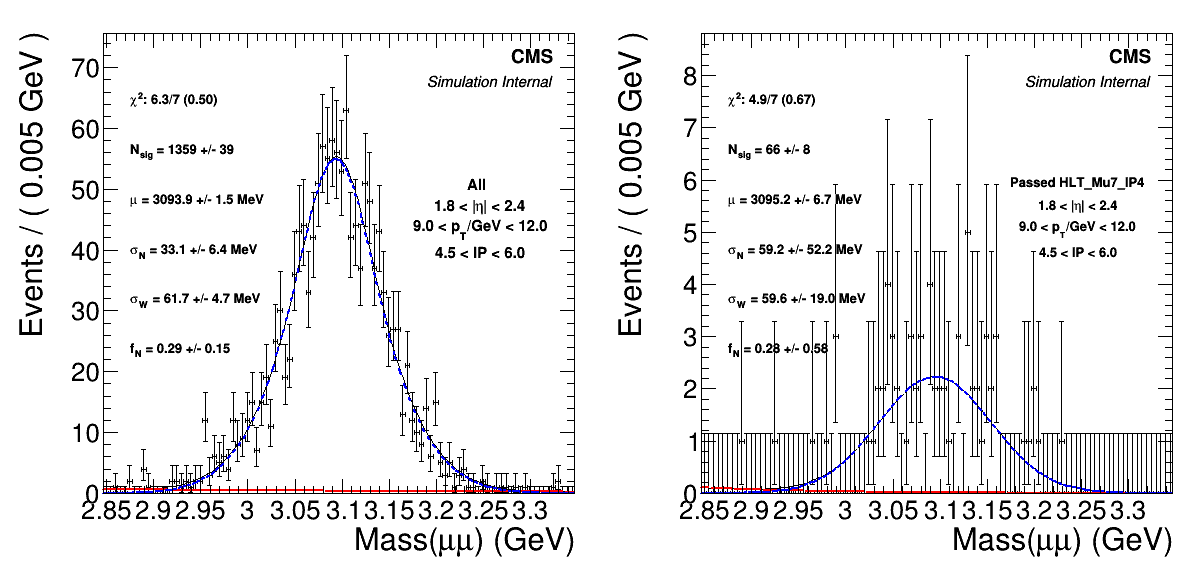 Events / ( 0.005 GeV )
70
60
50
40
30
20
10
0
CMS
Simulation Internal
χ²: 6.3/7 (0.50)
N_sig = 1359 +/- 39
μ = 3093.9 +/- 1.5 MeV
σ_N = 33.1 +/- 6.4 MeV
σ_W = 61.7 +/- 4.7 MeV
f_N = 0.29 +/- 0.15
All
1.8 < |η| < 2.4
9.0 < p_T/GeV < 12.0
4.5 < IP < 6.0
2.85 2.9 2.95 3 3.05 3.1 3.15 3.2 3.25 3.3
Mass(μμ) (GeV)
Events / ( 0.005 GeV )
8
7
6
5
4
3
2
1
0
CMS
Simulation Internal
χ²: 4.9/7 (0.67)
N_sig = 66 +/- 8
μ = 3095.2 +/- 6.7 MeV
σ_N = 59.2 +/- 52.2 MeV
σ_W = 59.6 +/- 19.0 MeV
f_N = 0.28 +/- 0.58
Passed HLT_Mu7_IP4
1.8 < |η| < 2.4
9.0 < p_T/GeV < 12.0
4.5 < IP < 6.0
2.85 2.9 2.95 3 3.05 3.1 3.15 3.2 3.25 3.3
Mass(μμ) (GeV)